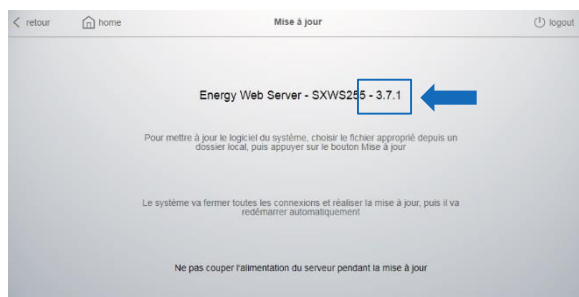 retour home Mise à jour logout
Energy Web Server - SXWS255 - 3.7.1
Pour mettre à jour le logiciel du système, choisir le fichier approprié depuis un
dossier local, puis appuyer sur le bouton Mise à jour
Le système va fermer toutes les connexions et réaliser la mise à jour, puis il va
redémarrer automatiquement
Ne pas couper l'alimentation du serveur pendant la mise à jour